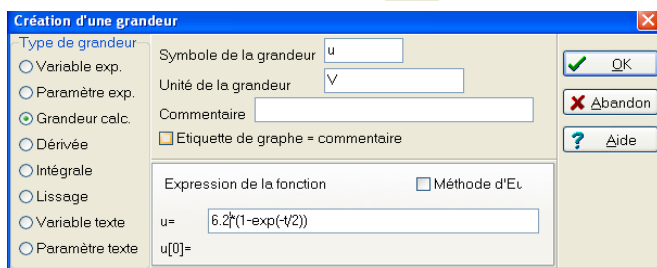 Création d'une grandeur
Type de grandeur
Variable exp.
Paramètre exp.
Grandeur calc.
Dérivée
Intégrale
Lissage
Variable texte
Paramètre texte
Symbole de la grandeur u
Unité de la grandeur V
Commentaire
Etiquette de graphe = commentaire
Expression de la fonction Méthode d'Eu
u= 6.2*(1-exp(-t/2))
u[0]=
OK
Abandon
? Aide